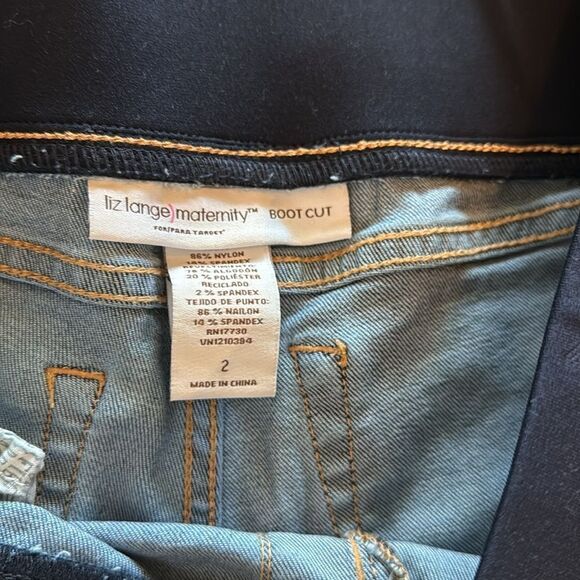 liz lange) maternity™ BOOT CUT
FOR/PARA TARGET®
86% NYLON
14% SPANDEX
78 % ALGODÓN
20 % POLIÉSTER
2 % SPANDEX
TEJIDO DE PUNTO:
86 % NAILON
14 % SPANDEX
RN17730
VN1210394
2
MADE IN CHINA